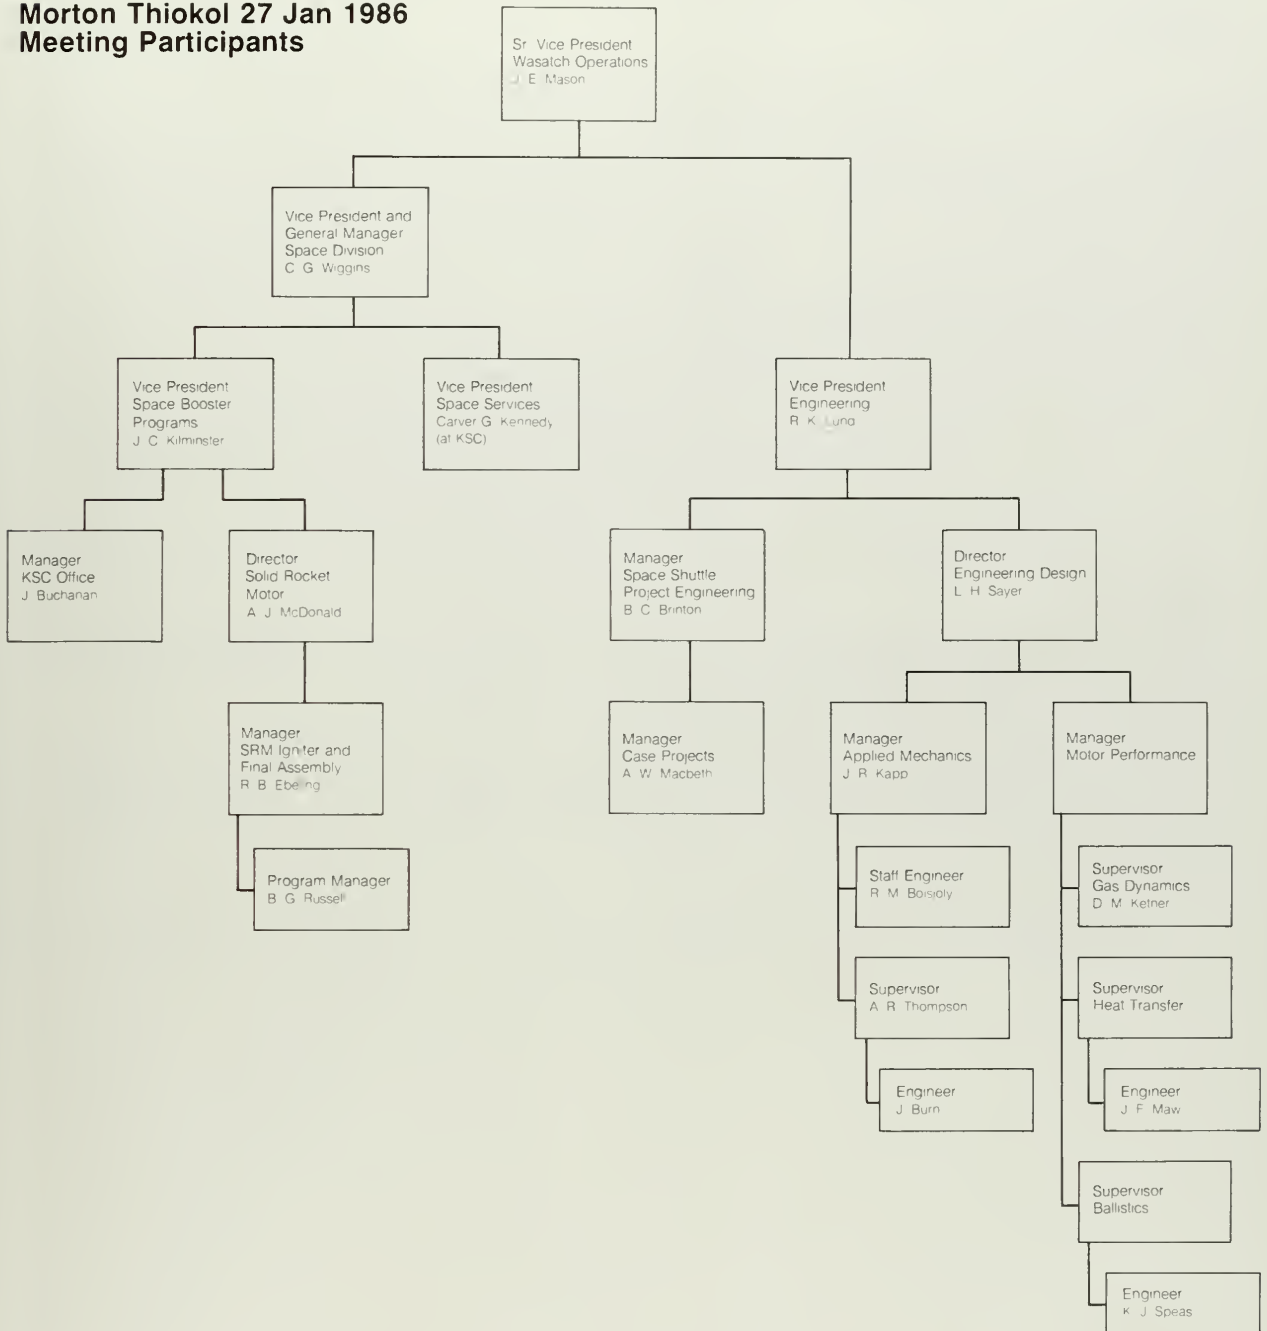 Morton Thiokol 27 Jan 1986
Meeting Participants
Sr Vice President
Wasatch Operations
J E Mason
Vice President and
General Manager
Space Division
C G Wiggins
Vice President
Space Booster
Programs
J C Kilminster
Vice President
Space Services
Carver G Kennedy
(at KSC)
Vice President
Engineering
R K Lund
Manager
KSC Office
J Buchanan
Director
Solid Rocket
Motor
A J McDonald
Manager
Space Shuttle
Project Engineering
B C Brinton
Director
Engineering Design
L H Sayer
Manager
SRM Igniter and
Final Assembly
R B Ebeling
Manager
Case Projects
A W Macbeth
Manager
Applied Mechanics
J R Kapp
Manager
Motor Performance
Program Manager
B G Russell
Staff Engineer
R M Boisjoly
Supervisor
Gas Dynamics
D M Ketner
Supervisor
A R Thompson
Supervisor
Heat Transfer
Engineer
J Burn
Engineer
J F Maw
Supervisor
Ballistics
Engineer
K J Speas